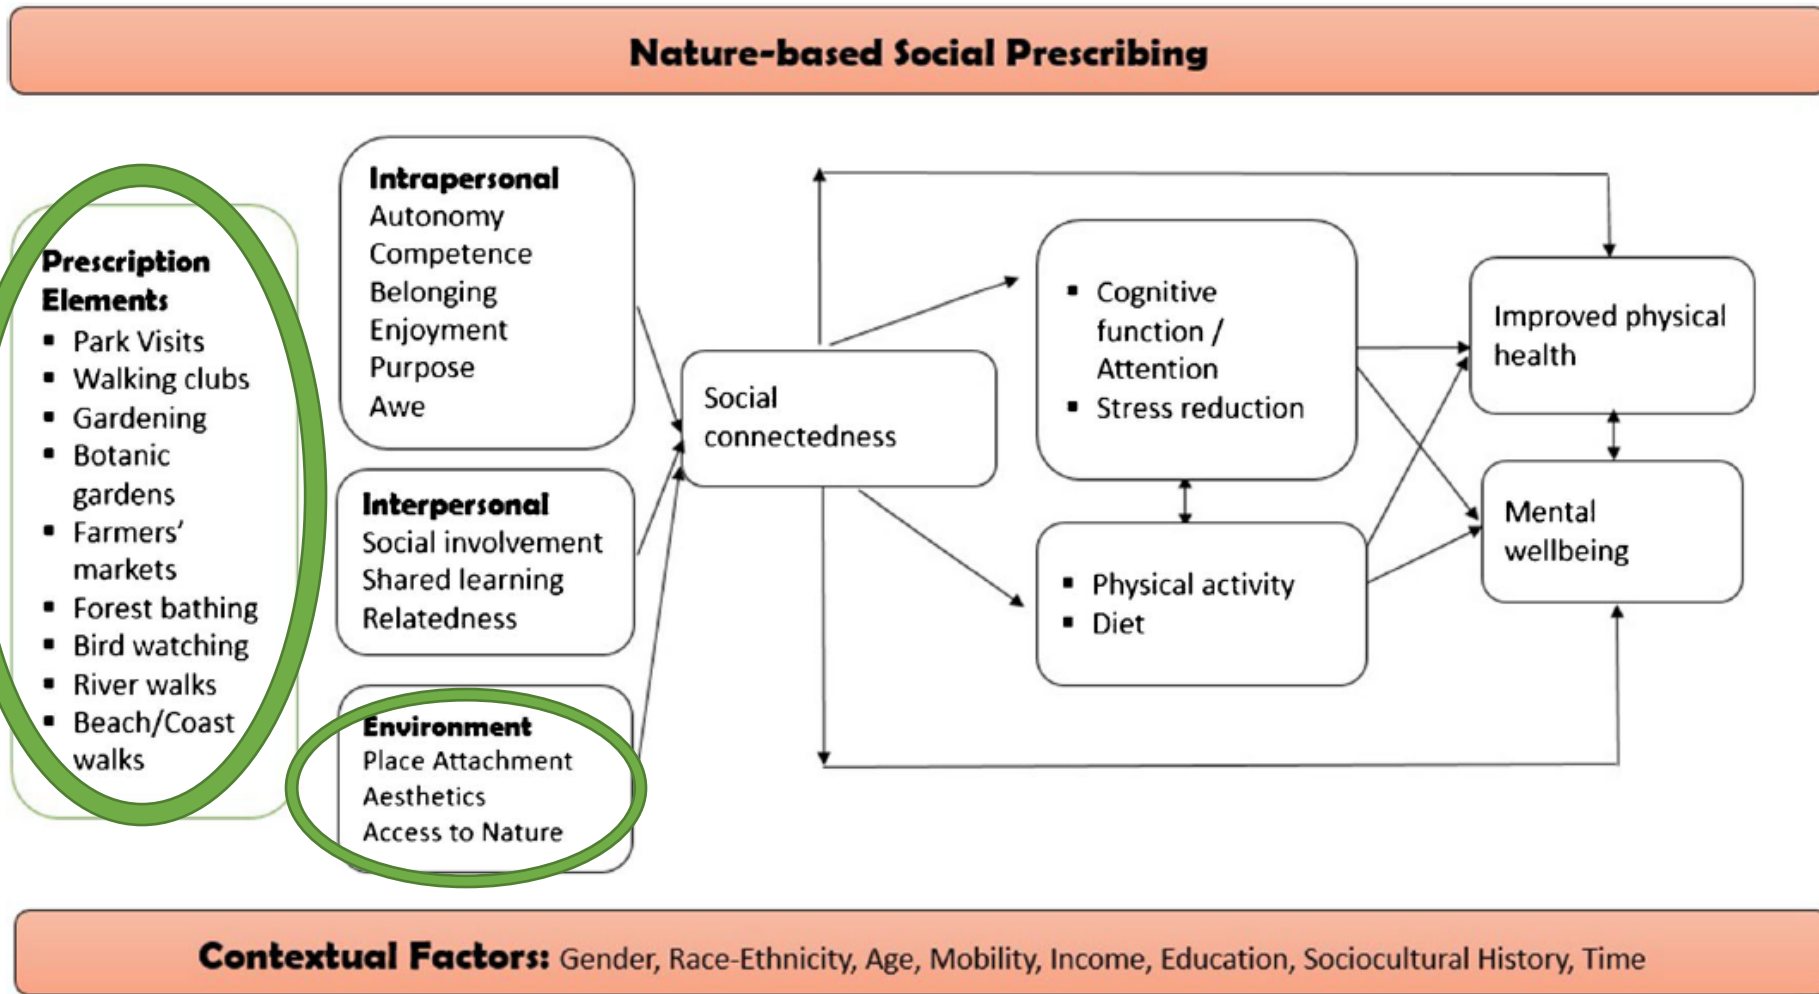 Nature-based Social Prescribing
Prescription
Elements
▪ Park Visits
▪ Walking clubs
▪ Gardening
▪ Botanic
gardens
▪ Farmers'
markets
▪ Forest bathing
▪ Bird watching
▪ River walks
▪ Beach/Coast
walks
Intrapersonal
Autonomy
Competence
Belonging
Enjoyment
Purpose
Awe
Interpersonal
Social involvement
Shared learning
Relatedness
Environment
Place Attachment
Aesthetics
Access to Nature
Social
connectedness
▪ Cognitive
function /
Attention
▪ Stress reduction
▪ Physical activity
▪ Diet
Improved physical
health
Mental
wellbeing
Contextual Factors: Gender, Race-Ethnicity, Age, Mobility, Income, Education, Sociocultural History, Time